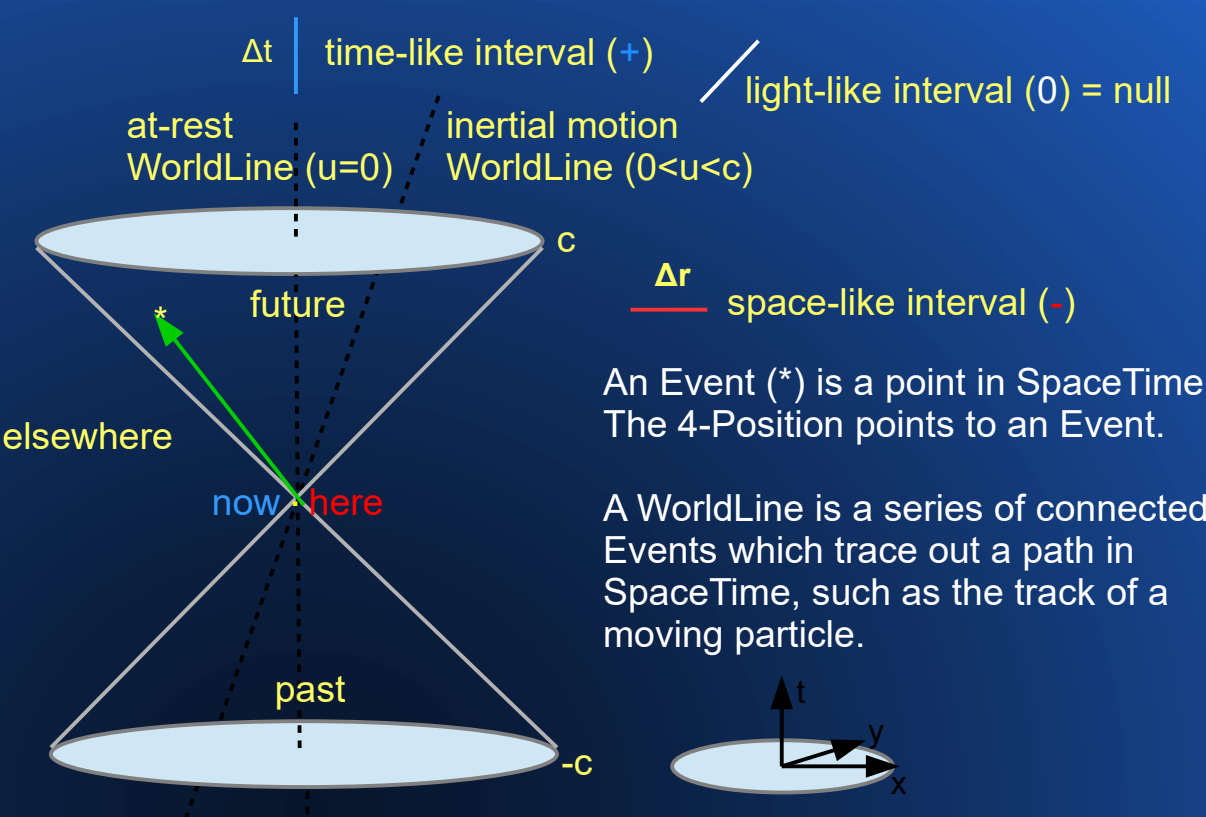 Δt
time-like interval (+)
light-like interval (0) = null
at-rest
WorldLine (u=0)
inertial motion
WorldLine (0<u<c)
c
Δr
space-like interval (-)
*
future
An Event (*) is a point in SpaceTime
The 4-Position points to an Event.
elsewhere
now
here
A WorldLine is a series of connected
Events which trace out a path in
SpaceTime, such as the track of a
moving particle.
past
-c
t
y
x